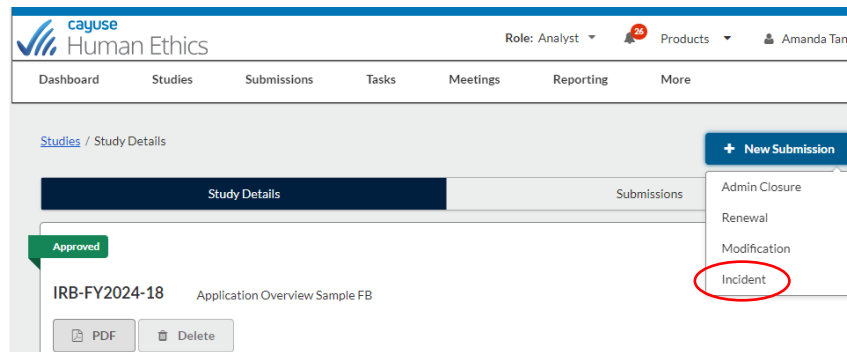 cayuse
Human Ethics
Role: Analyst
26
Products
Amanda Tan
Dashboard Studies Submissions Tasks Meetings Reporting More
Studies / Study Details
+ New Submission
Study Details
Submissions
Admin Closure
Renewal
Modification
Incident
Approved
IRB-FY2024-18 Application Overview Sample FB
PDF
Delete